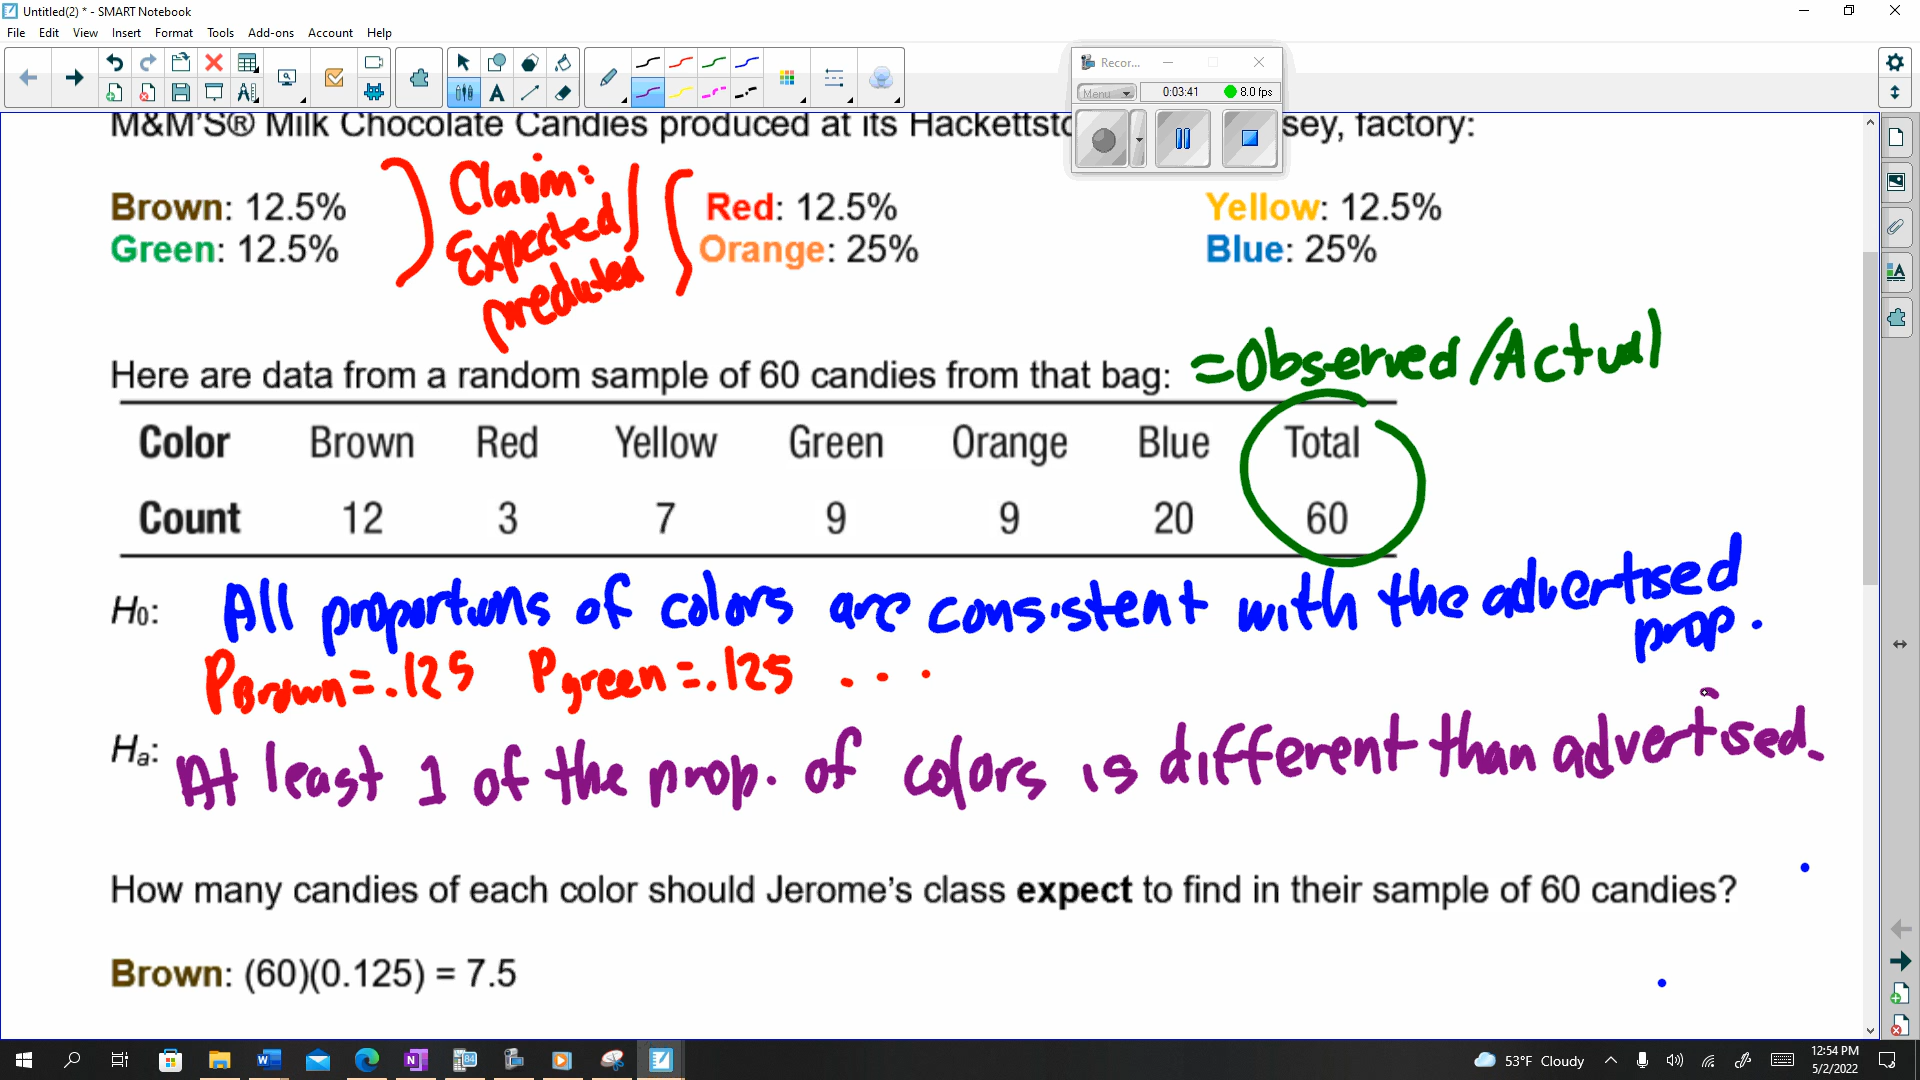 Untitled(2) * - SMART Notebook
File Edit View Insert Format Tools Add-ons Account Help
Recor...
Menu 0:03:41 8.0 fps
M&M'S® Milk Chocolate Candies produced at its sey, factory:
Brown: 12.5% Red: 12.5% Yellow: 12.5%
Green: 12.5% Orange: 25% Blue: 25%
Claim:
Expected/
Here are data from a random sample of 60 candies from that bag: =Observed/Actual
Color Brown Red Yellow Green Orange Blue Total
Count 12 3 7 9 9 20 60
H0: All proportions of colors are consistent with the advertised
prop.
PBrown=.125 Pgreen=.125 ...
Ha: At least 1 of the prop. of colors is different than advertised.
How many candies of each color should Jerome's class expect to find in their sample of 60 candies?
Brown: (60)(0.125) = 7.5
53°F Cloudy
12:54 PM
5/2/2022